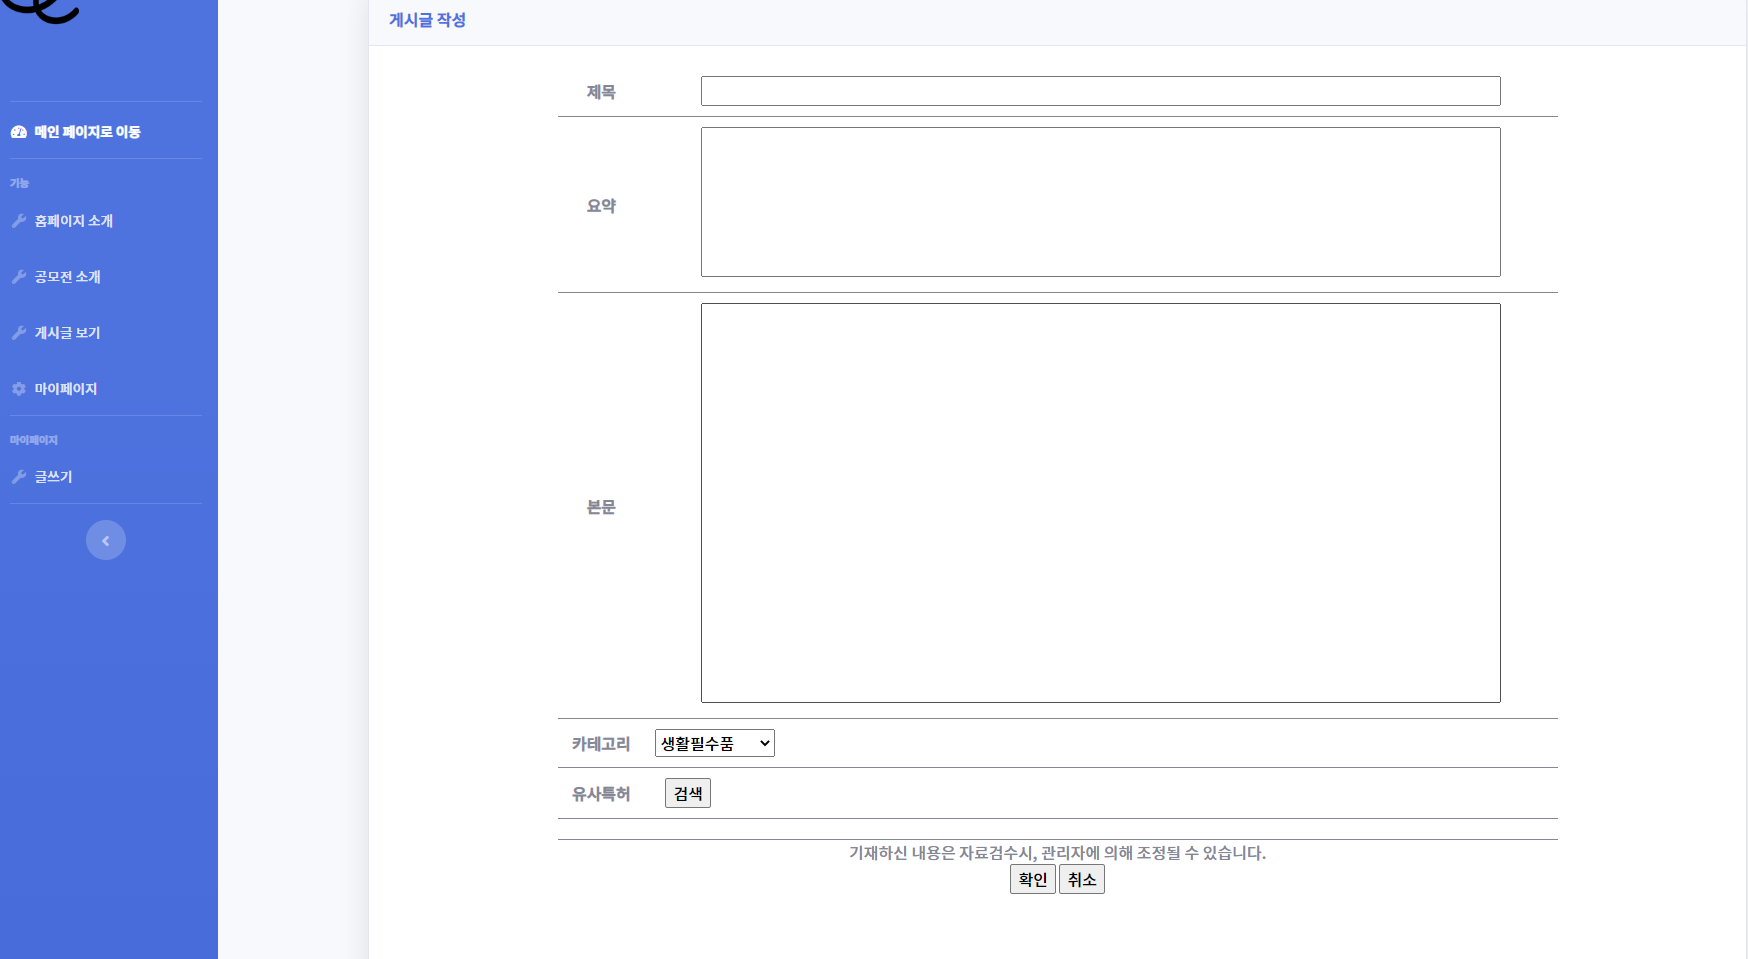 게시글 작성
메인 페이지로 이동
기능
홈페이지 소개
공모전 소개
게시글 보기
마이페이지
마이페이지
글쓰기
제목
요약
본문
카테고리 생활필수품
유사특허 검색
기재하신 내용은 자료검수시, 관리자에 의해 조정될 수 있습니다.
확인 취소